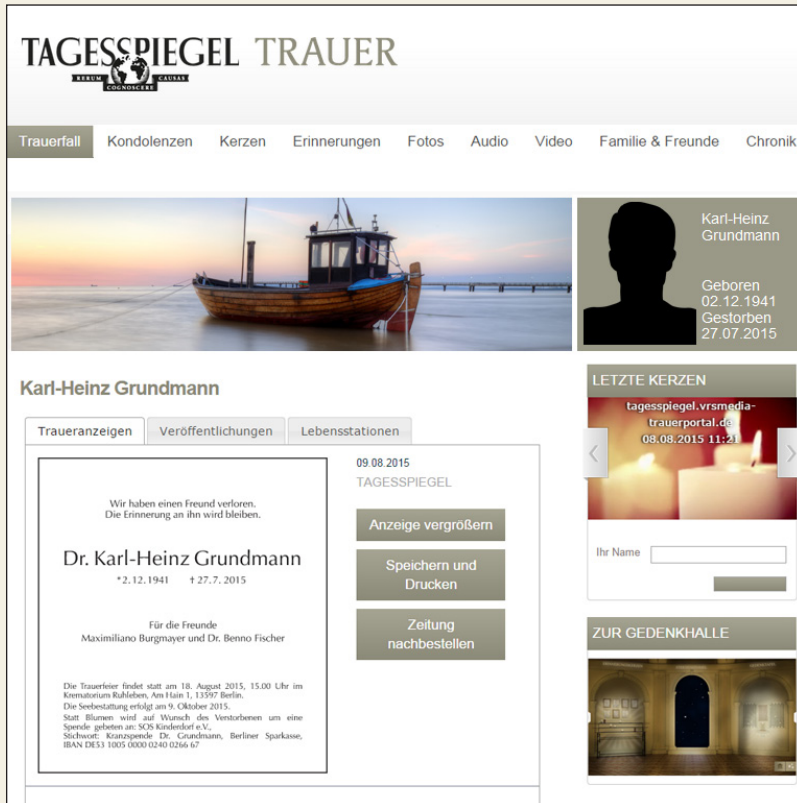 TAGESSPIEGEL TRAUER
RERUM CAUSAS
COGNOSCERE
Trauerfall Kondolenzen Kerzen Erinnerungen Fotos Audio Video Familie & Freunde Chronik
Karl-Heinz
Grundmann
Geboren
02.12.1941
Gestorben
27.07.2015
Karl-Heinz Grundmann
Traueranzeigen Veröffentlichungen Lebensstationen
Wir haben einen Freund verloren.
Die Erinnerung an ihn wird bleiben.
Dr. Karl-Heinz Grundmann
*2.12.1941 †27.7.2015
Für die Freunde
Maximiliano Burgmayer und Dr. Benno Fischer
Die Trauerfeier findet statt am 18. August 2015, 15.00 Uhr im
Krematorium Ruhleben, Am Hain 1, 13597 Berlin.
Die Seebestattung erfolgt am 9. Oktober 2015.
Statt Blumen wird auf Wunsch des Verstorbenen um eine
Spende gebeten an: SOS Kinderdorf e.V.,
Stichwort: Kranzspende Dr. Grundmann, Berliner Sparkasse,
IBAN DE53 1005 0000 0240 0266 67
09.08.2015
TAGESSPIEGEL
Anzeige vergrößern
Speichern und
Drucken
Zeitung
nachbestellen
LETZTE KERZEN
tagesspiegel.vrsmedia-
trauerportal.de
08.08.2015 11:21
Ihr Name
ZUR GEDENKHALLE